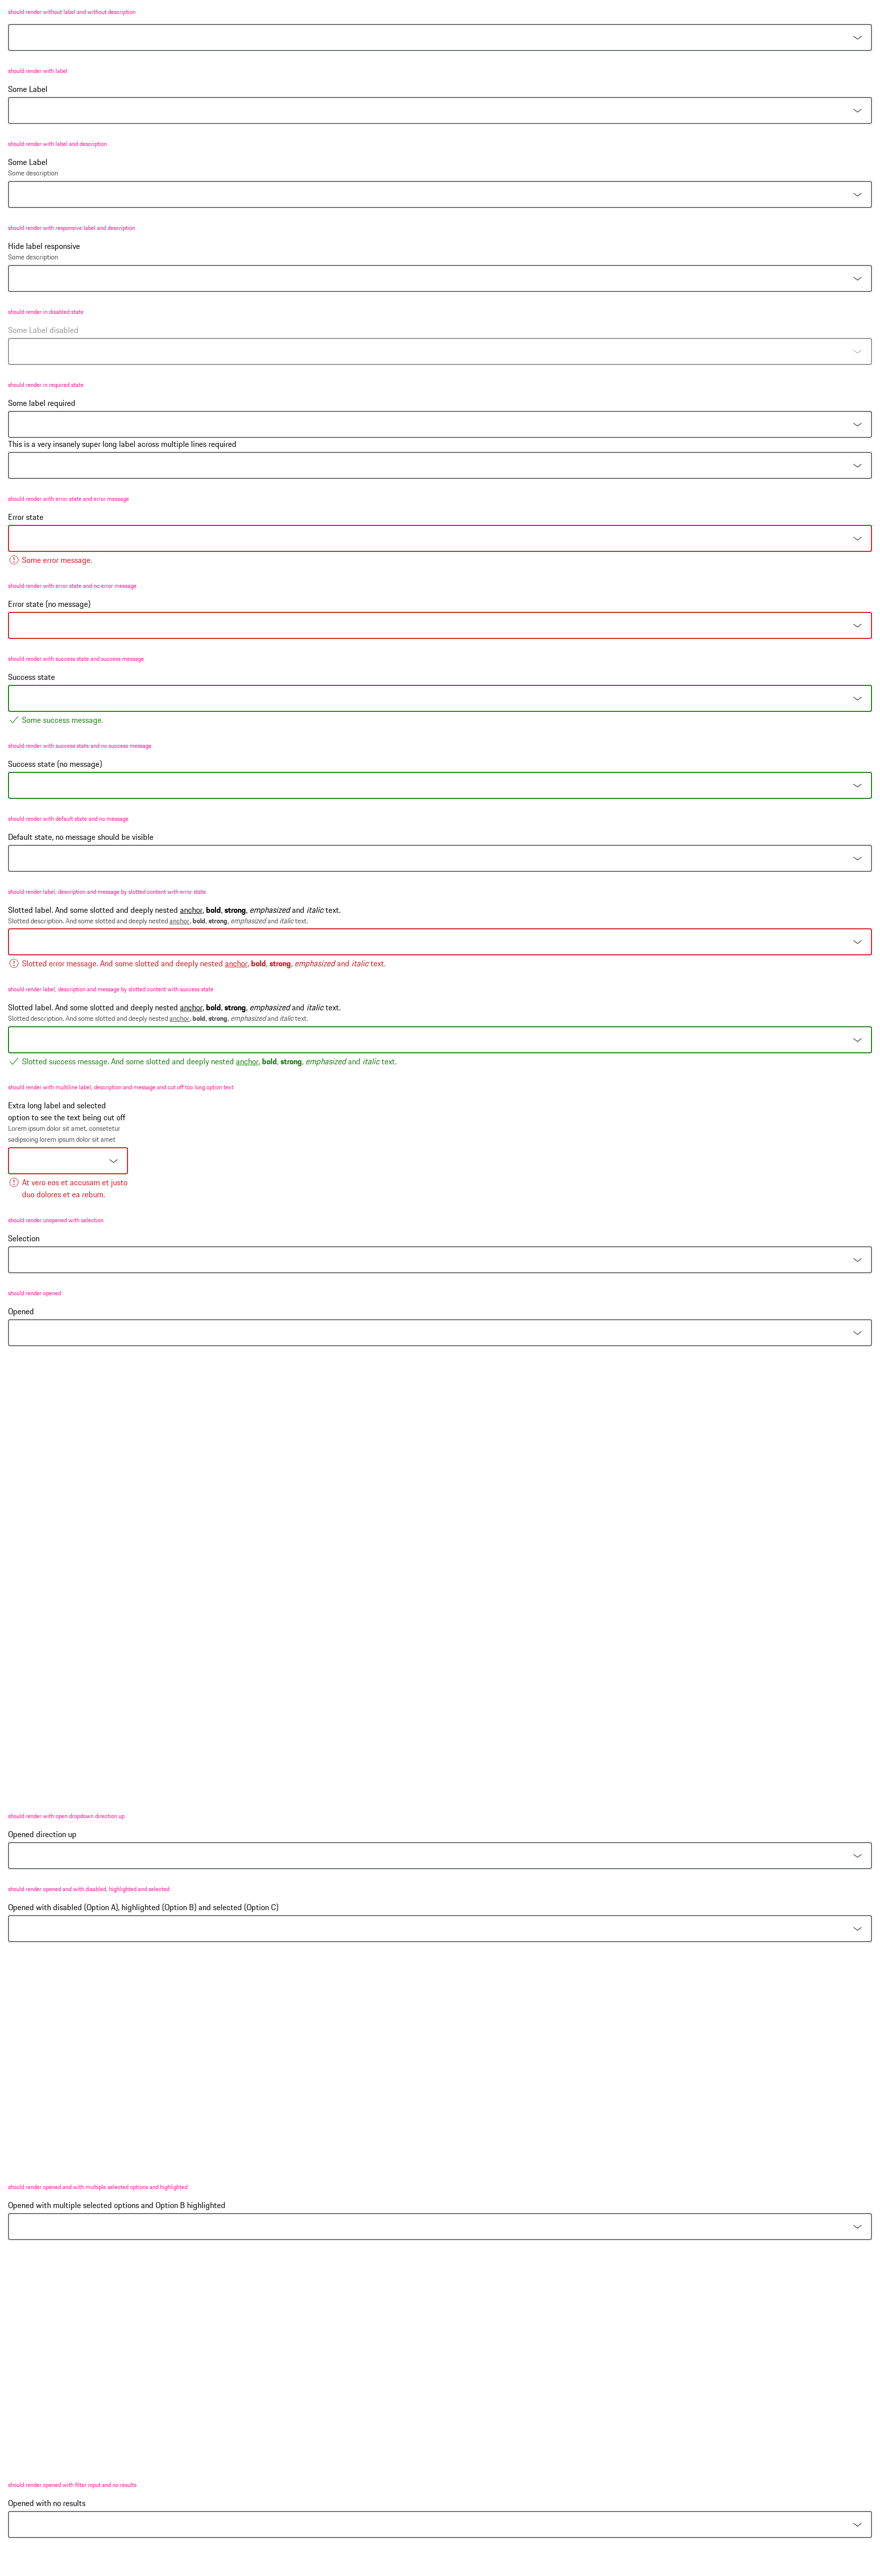 should render without label and without description
should render with label
Some Label
should render with label and description
Some Label
Some description
should render with responsive label and description
Hide label responsive
Some description
should render in disabled state
Some Label disabled
should render in required state
Some label required
This is a very insanely super long label across multiple lines required
should render with error state and error message
Error state
Some error message.
should render with error state and no error message
Error state (no message)
should render with success state and success message
Success state
Some success message.
should render with success state and no success message
Success state (no message)
should render with default state and no message
Default state, no message should be visible
should render label, description and message by slotted content with error state
Slotted label. And some slotted and deeply nested anchor, bold, strong, emphasized and italic text.
Slotted description. And some slotted and deeply nested anchor, bold, strong, emphasized and italic text.
Slotted error message. And some slotted and deeply nested anchor, bold, strong, emphasized and italic text.
should render label, description and message by slotted content with success state
Slotted label. And some slotted and deeply nested anchor, bold, strong, emphasized and italic text.
Slotted description. And some slotted and deeply nested anchor, bold, strong, emphasized and italic text.
Slotted success message. And some slotted and deeply nested anchor, bold, strong, emphasized and italic text.
should render with multiline label, description and message and cut off too long option text
Extra long label and selected
option to see the text being cut off
Lorem ipsum dolor sit amet, consetetur
sadipscing lorem ipsum dolor sit amet
At vero eos et accusam et justo
duo dolores et ea rebum.
should render unopened with selection
Selection
should render opened
Opened
should render with open dropdown direction up
Opened direction up
should render opened and with disabled, highlighted and selected
Opened with disabled (Option A), highlighted (Option B) and selected (Option C)
should render opened and with multiple selected options and highlighted
Opened with multiple selected options and Option B highlighted
should render opened with filter input and no results
Opened with no results